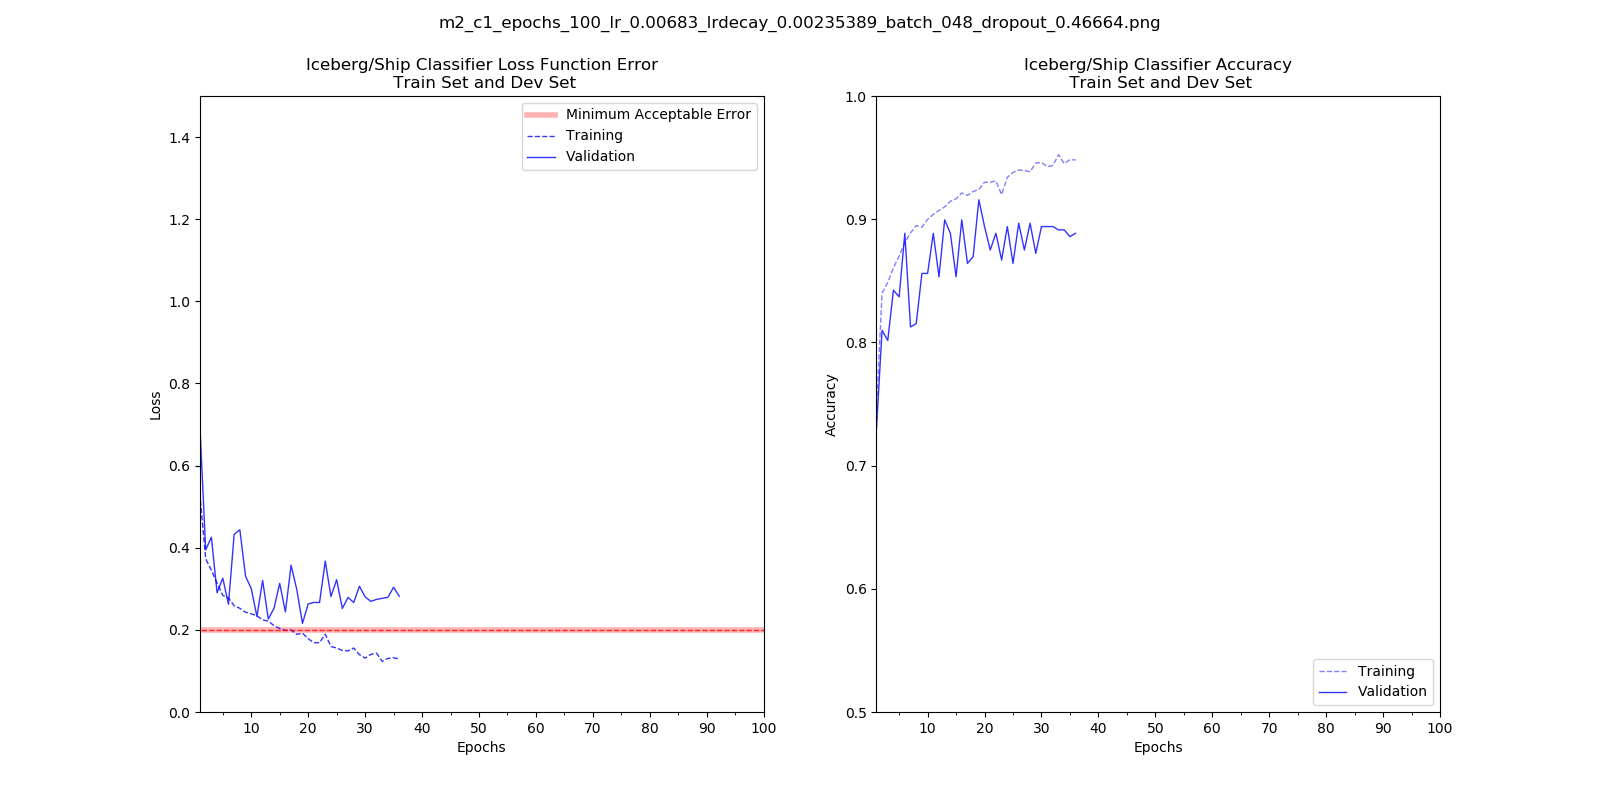 m2_c1_epochs_100_lr_0.00683_lrdecay_0.00235389_batch_048_dropout_0.46664.png
Iceberg/Ship Classifier Loss Function Error
Train Set and Dev Set
Minimum Acceptable Error
Training
Validation
1.4
1.2
1.0
0.8
0.6
0.4
0.2
0.0
Loss
10 20 30 40 50 60 70 80 90 100
Epochs
Iceberg/Ship Classifier Accuracy
Train Set and Dev Set
1.0
0.9
0.8
0.7
0.6
0.5
Accuracy
Training
Validation
10 20 30 40 50 60 70 80 90 100
Epochs